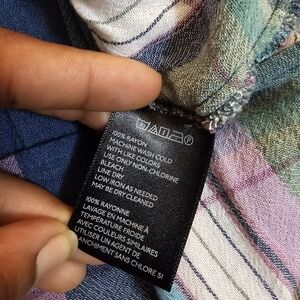 100% RAYON
MACHINE WASH COLD
WITH LIKE COLORS
USE ONLY NON-CHLORINE
BLEACH
LINE DRY
LOW IRON AS NEEDED
MAY BE DRY CLEANED
100% RAYONNE
LAVAGE EN MACHINE À
TEMPÉRATURE FROIDE
AVEC COULEURS SIMILAIRES
UTILISER UN AGENT DE
BLANCHIMENT SANS CHLORE SI